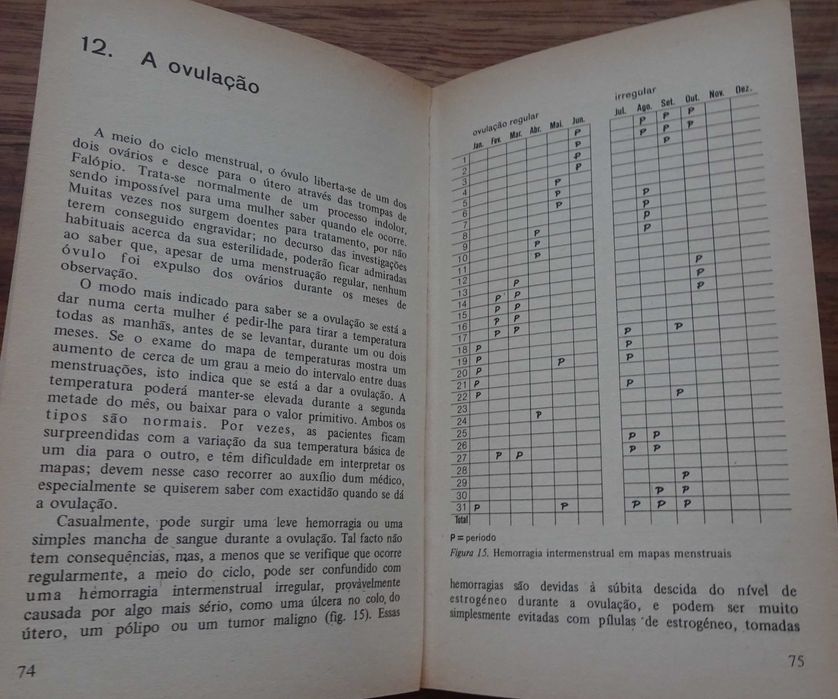 12. A ovulação
A meio do ciclo menstrual, o óvulo liberta-se de um dos
dois ovários e desce para o útero através das trompas de
Falópio. Trata-se normalmente de um processo indolor,
sendo impossível para uma mulher saber quando ele ocorre.
Muitas vezes nos surgem doentes para tratamento, por não
terem conseguido engravidar; no decurso das investigações
habituais acerca da sua esterilidade, poderão ficar admiradas
ao saber que, apesar de uma menstruação regular, nenhum
óvulo foi expulso dos ovários durante os meses de
observação.
O modo mais indicado para saber se a ovulação se está a
dar numa certa mulher é pedir-lhe para tirar a temperatura
todas as manhãs, antes de se levantar, durante um ou dois
meses. Se o exame do mapa de temperaturas mostra um
aumento de cerca de um grau a meio do intervalo entre duas
menstruações, isto indica que se está a dar a ovulação. A
temperatura poderá manter-se elevada durante a segunda
metade do mês, ou baixar para o valor primitivo. Ambos os
tipos são normais. Por vezes, as pacientes ficam
surpreendidas com a variação da sua temperatura básica de
um dia para o outro, e têm dificuldade em interpretar os
mapas; devem nesse caso recorrer ao auxílio dum médico,
especialmente se quiserem saber com exactidão quando se dá
a ovulação.
Casualmente, pode surgir uma leve hemorragia ou uma
simples mancha de sangue durante a ovulação. Tal facto não
tem consequências, mas, a menos que se verifique que ocorre
regularmente, a meio do ciclo, pode ser confundido com
uma hemorragia intermenstrual irregular, provàvelmente
causada por algo mais sério, como uma úlcera no colo, do
útero, um pólipo ou um tumor maligno (fig. 15). Essas
74
ovulação regular irregular
Jan. Fev. Mar. Abr. Mai. Jun. Jul. Ago. Set. Out. Nov. Dez.
1 P P P P
2 P P P P
3 P P
4 P P
5 P P
6 P P
7 P
8 P P
9 P
10 P P
11 P
12 P P
13 P P
14 P P
15 P P
16 P P P P
17 P P P
18 P P
19 P P P
20 P
21 P P
22 P P
23
24 P
25 P P
26 P P
27 P P
28
29 P
30 P P
31 P P P P P
Total
P = período
Figura 15. Hemorragia intermenstrual em mapas menstruais
hemorragias são devidas à súbita descida do nível de
estrogéneo durante a ovulação, e podem ser muito
simplesmente evitadas com pílulas de estrogéneo, tomadas
75